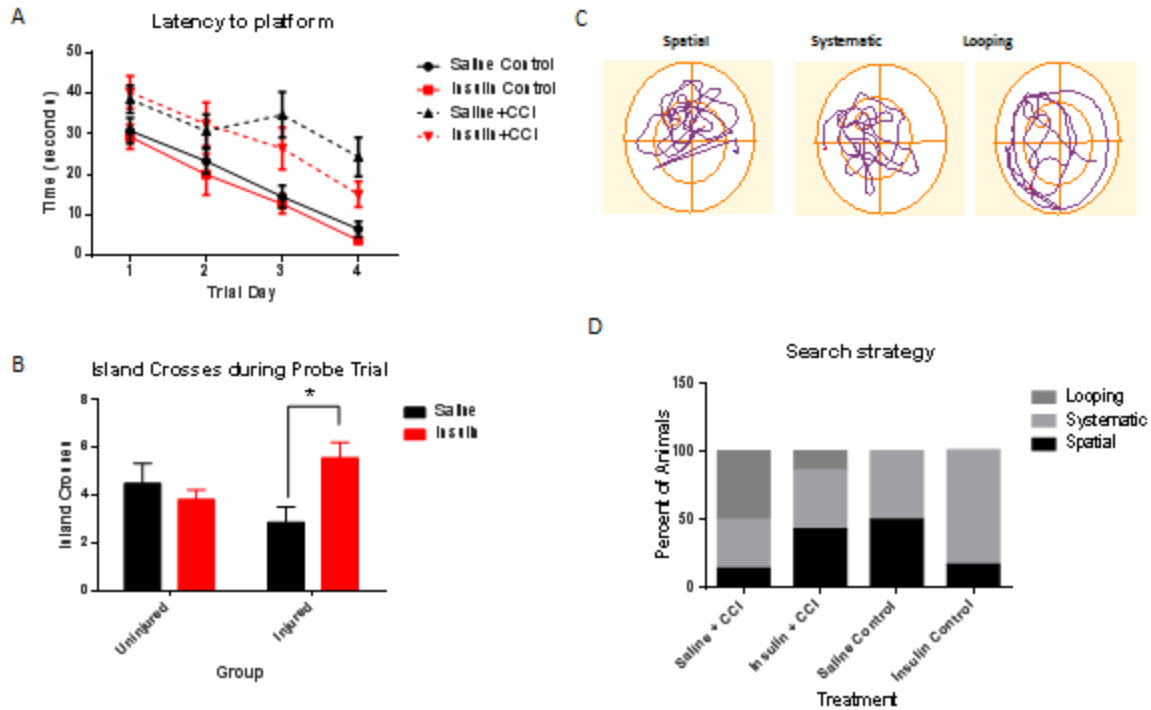 A
Latency to platform
50
40
30
20
10
0
Time (seconds)
1 2 3 4
Trial Day
Saline Control
Insulin Control
Saline+CCI
Insulin+CCI
B
Island Crosses during Probe Trial
*
8
6
4
2
0
Island Crosses
Uninjured
Injured
Group
Saline
Insulin
C
Spatial Systematic Looping
D
Search strategy
150
100
50
0
Percent of Animals
Saline + CCI
Insulin + CCI
Saline Control
Insulin Control
Treatment
Looping
Systematic
Spatial